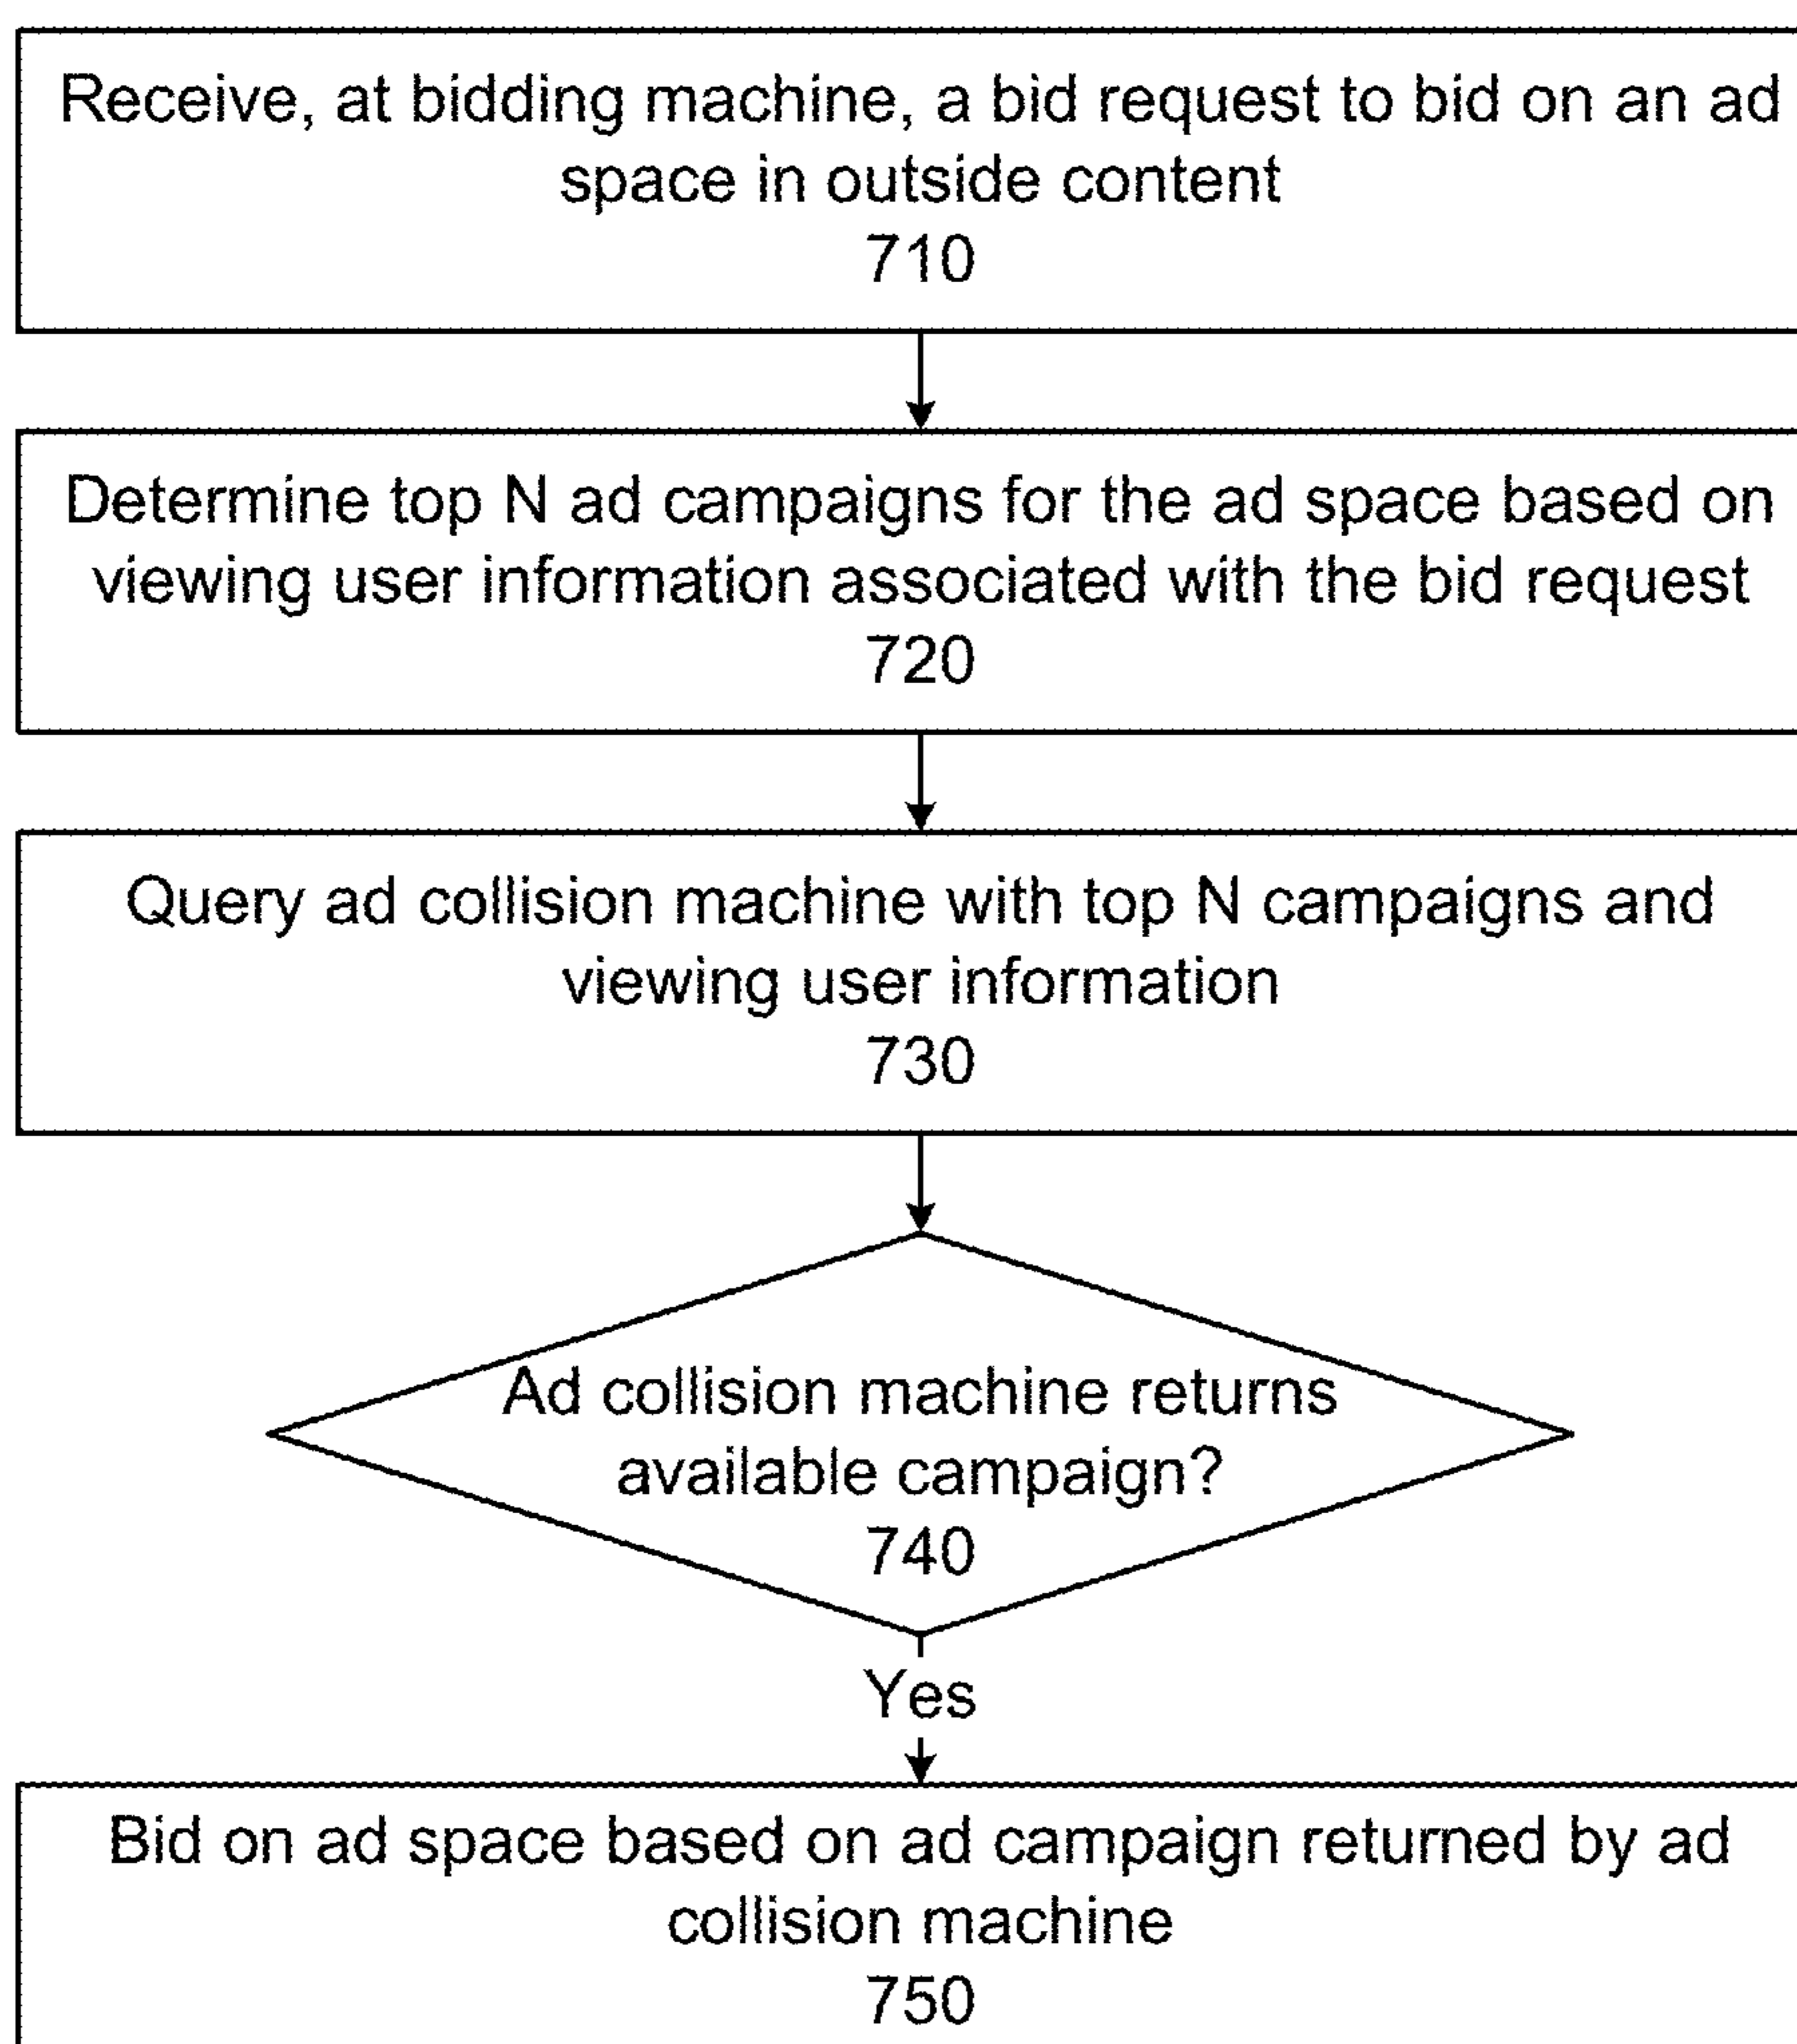 Receive, at bidding machine, a bid request to bid on an ad
space in outside content
710
Determine top N ad campaigns for the ad space based on
viewing user information associated with the bid request
720
Query ad collision machine with top N campaigns and
viewing user information
730
Ad collision machine returns
available campaign?
740
Yes
Bid on ad space based on ad campaign returned by ad
collision machine
750